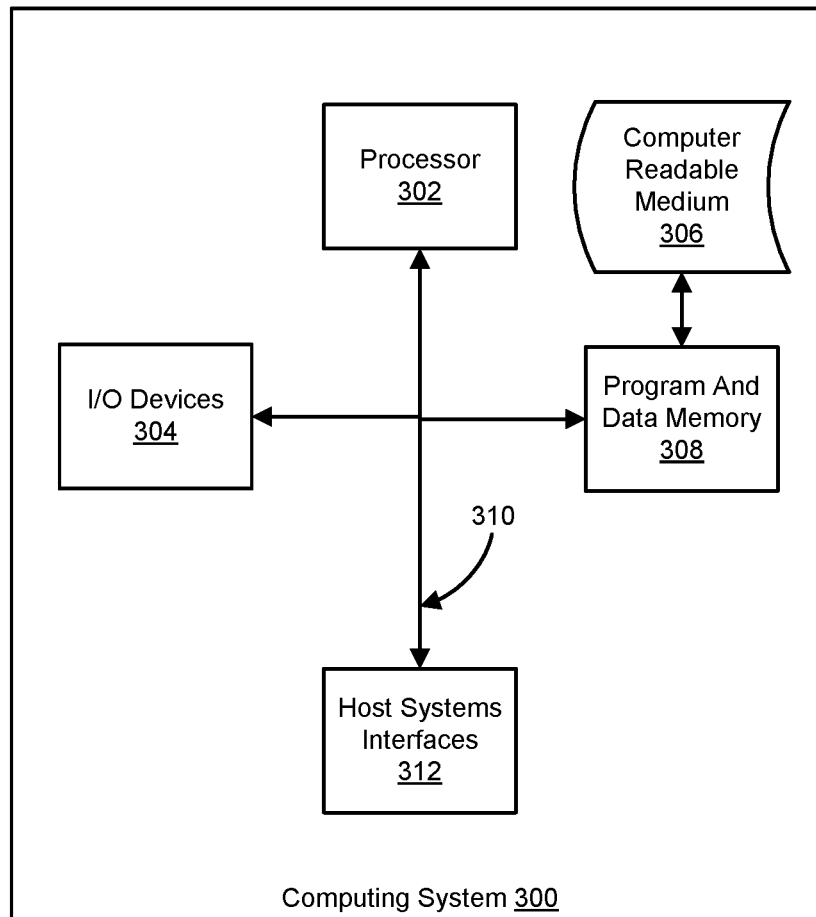 Processor
302
Computer
Readable
Medium
306
I/O Devices
304
Program And
Data Memory
308
310
Host Systems
Interfaces
312
Computing System 300